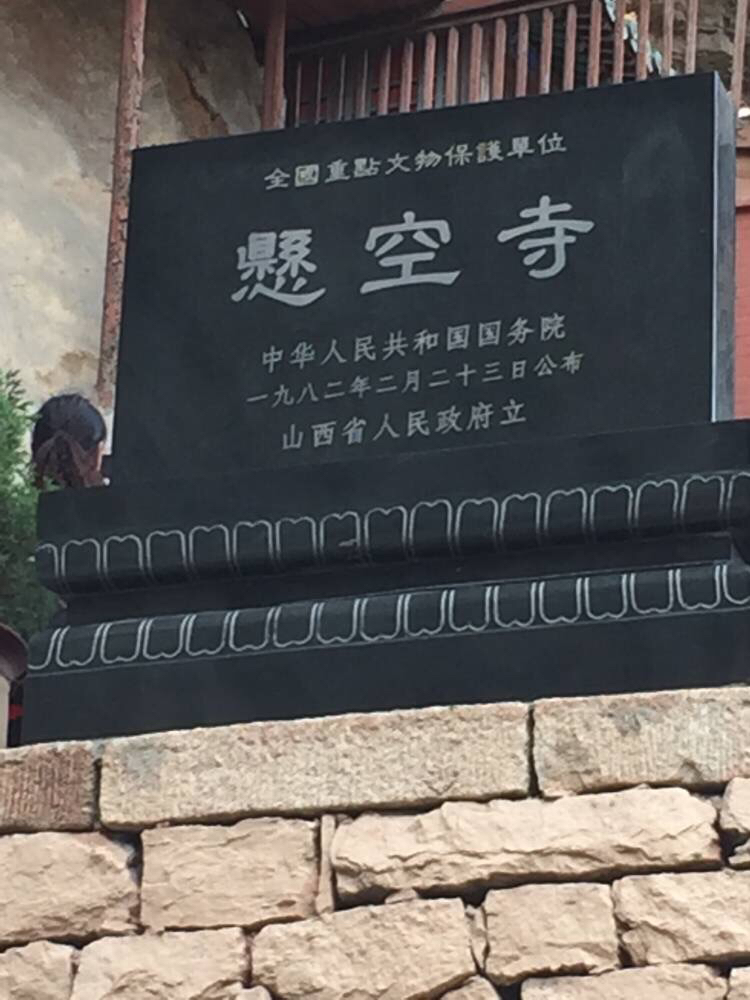 全國重點文物保護單位
懸空寺
中华人民共和国国务院
一九八二年二月二十三日公布
山西省人民政府立